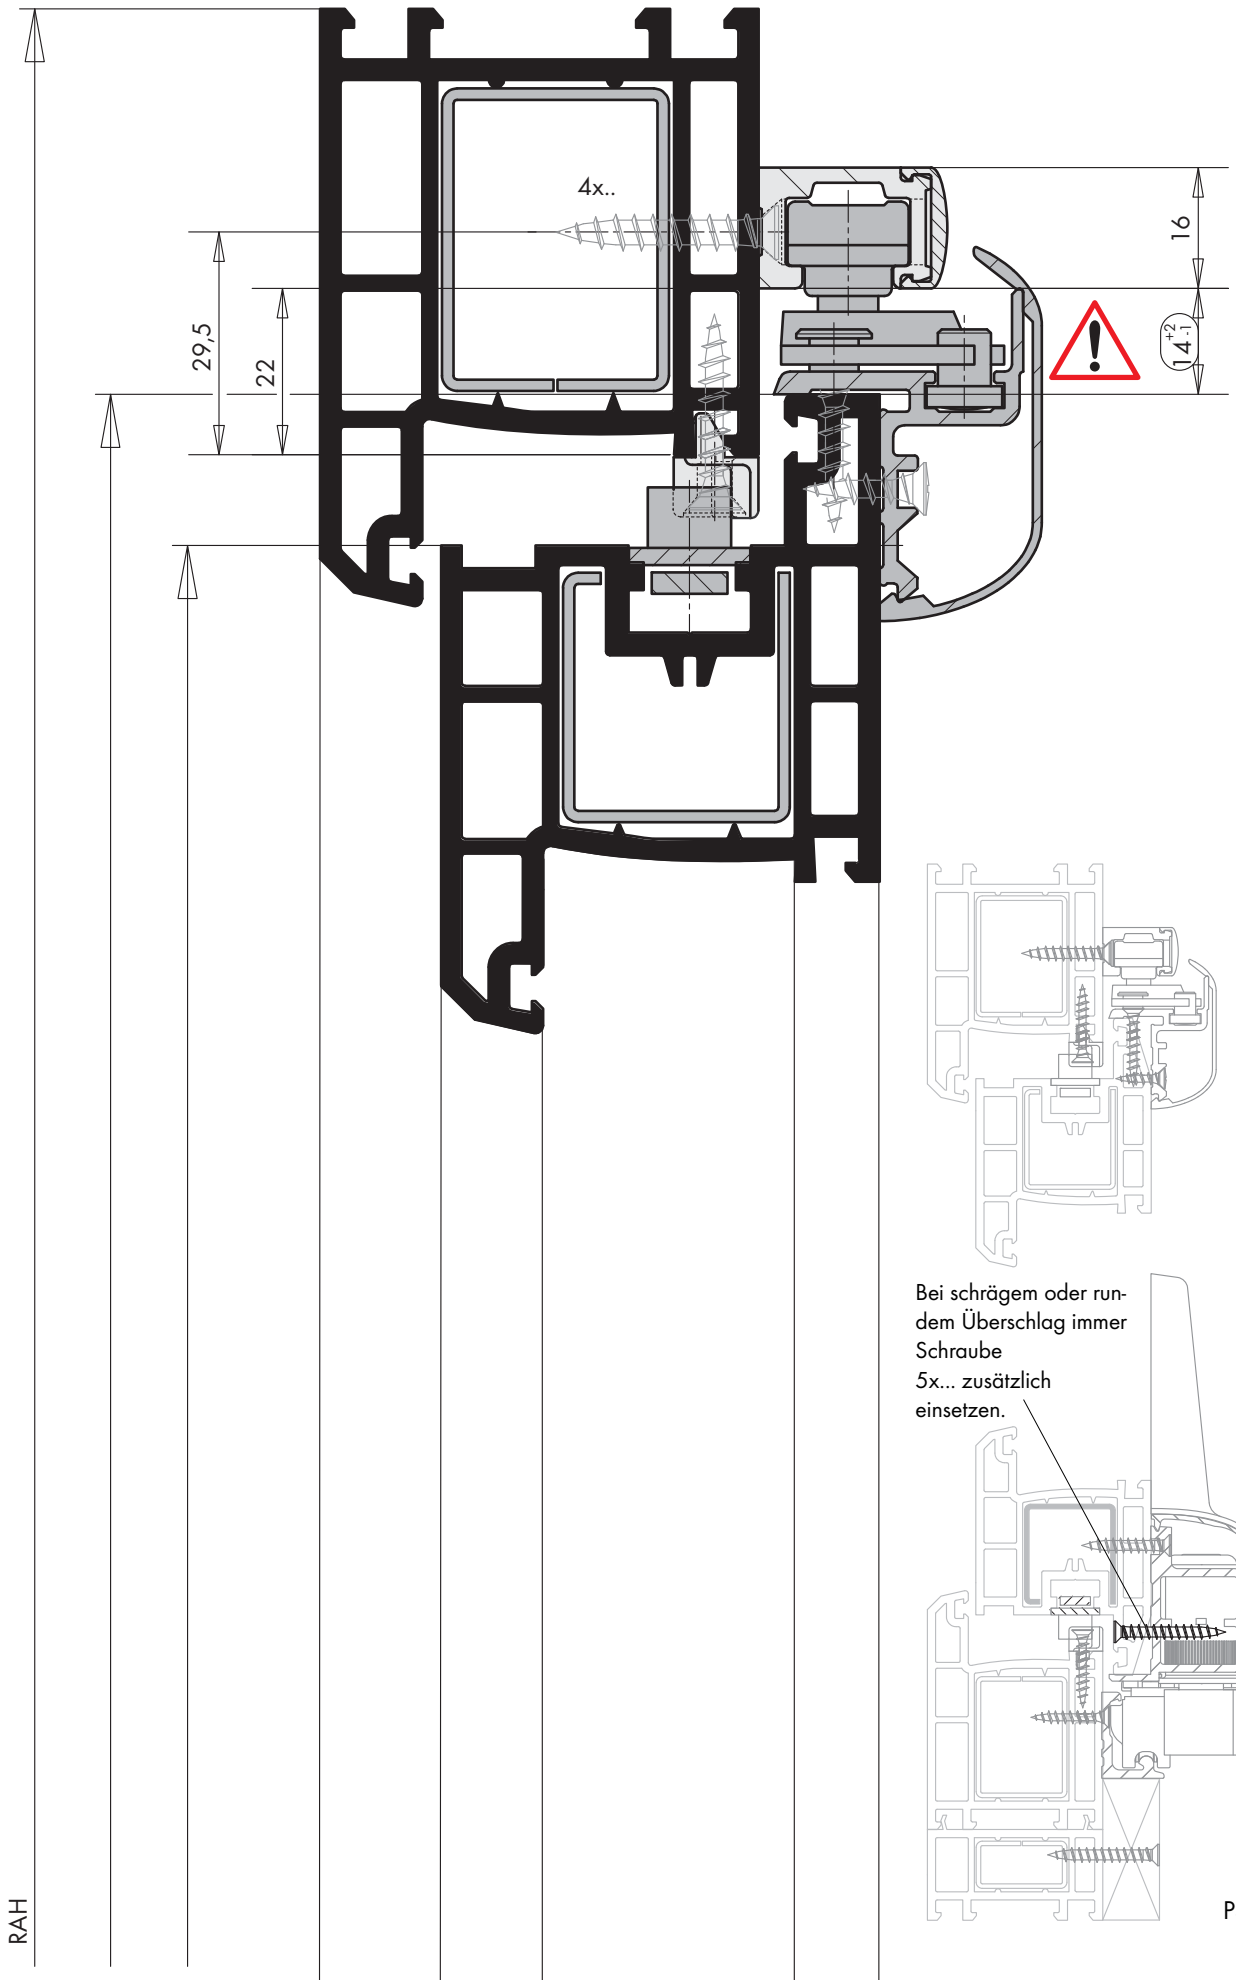 4x..
16
29,5
22
14 +2 -1
Bei schrägem oder run-
dem Überschlag immer
Schraube
5x... zusätzlich
einsetzen.
RAH
P